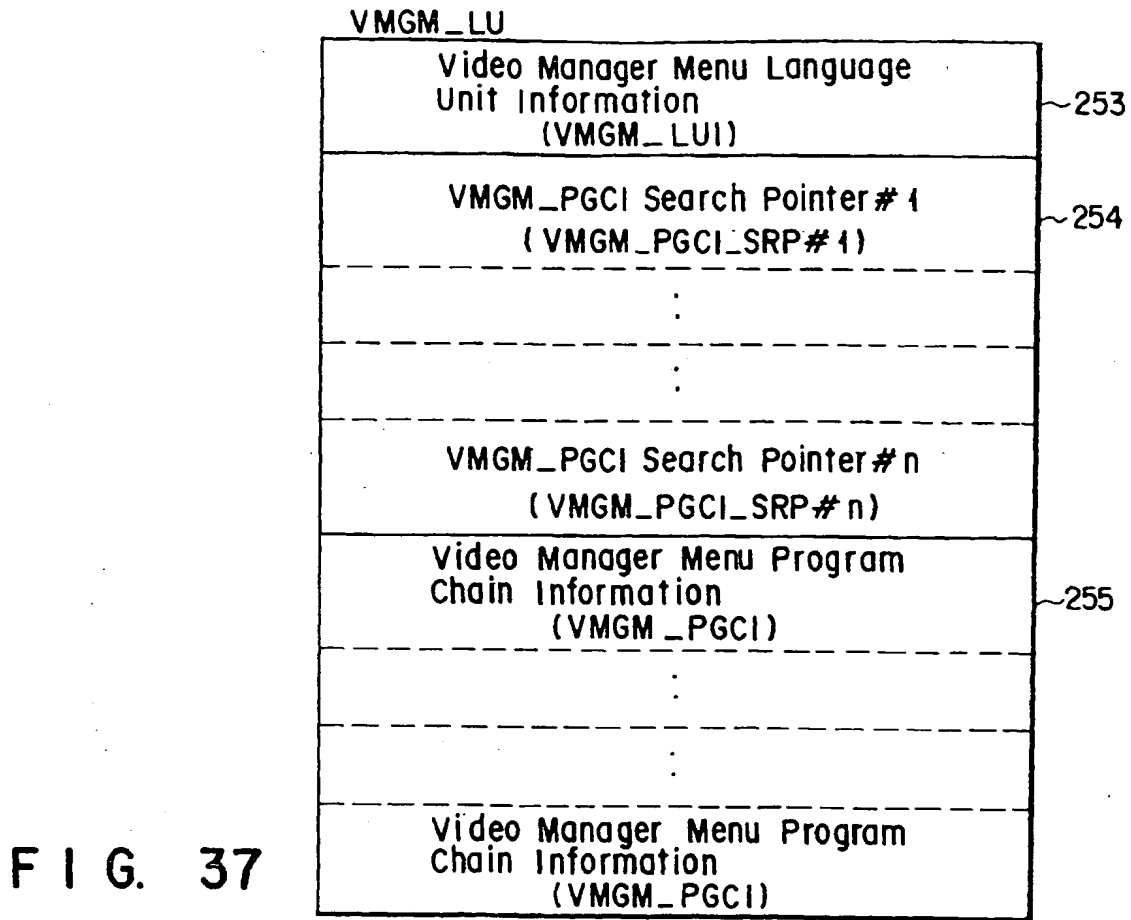 VMGM_LU
Video Manager Menu Language
Unit Information
(VMGM_LUI)
253
VMGM_PGCI Search Pointer#1
(VMGM_PGCI_SRP#1)
254
VMGM_PGCI Search Pointer#n
(VMGM_PGCI_SRP#n)
Video Manager Menu Program
Chain Information
(VMGM_PGCI)
255
Video Manager Menu Program
Chain Information
(VMGM_PGCI)
FIG. 37